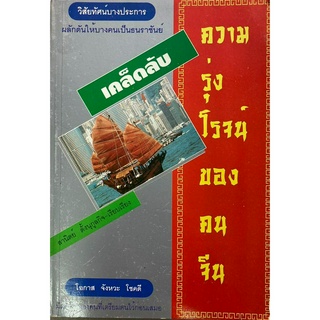 วิสัยทัศน์บางประการ
ผลักดันให้บางคนเป็นธนราชันย์
เคล็ดลับ
ความ
รุ่ง
โรจน์
ของ
คน
จีน
โอกาส จังหวะ โชคดี